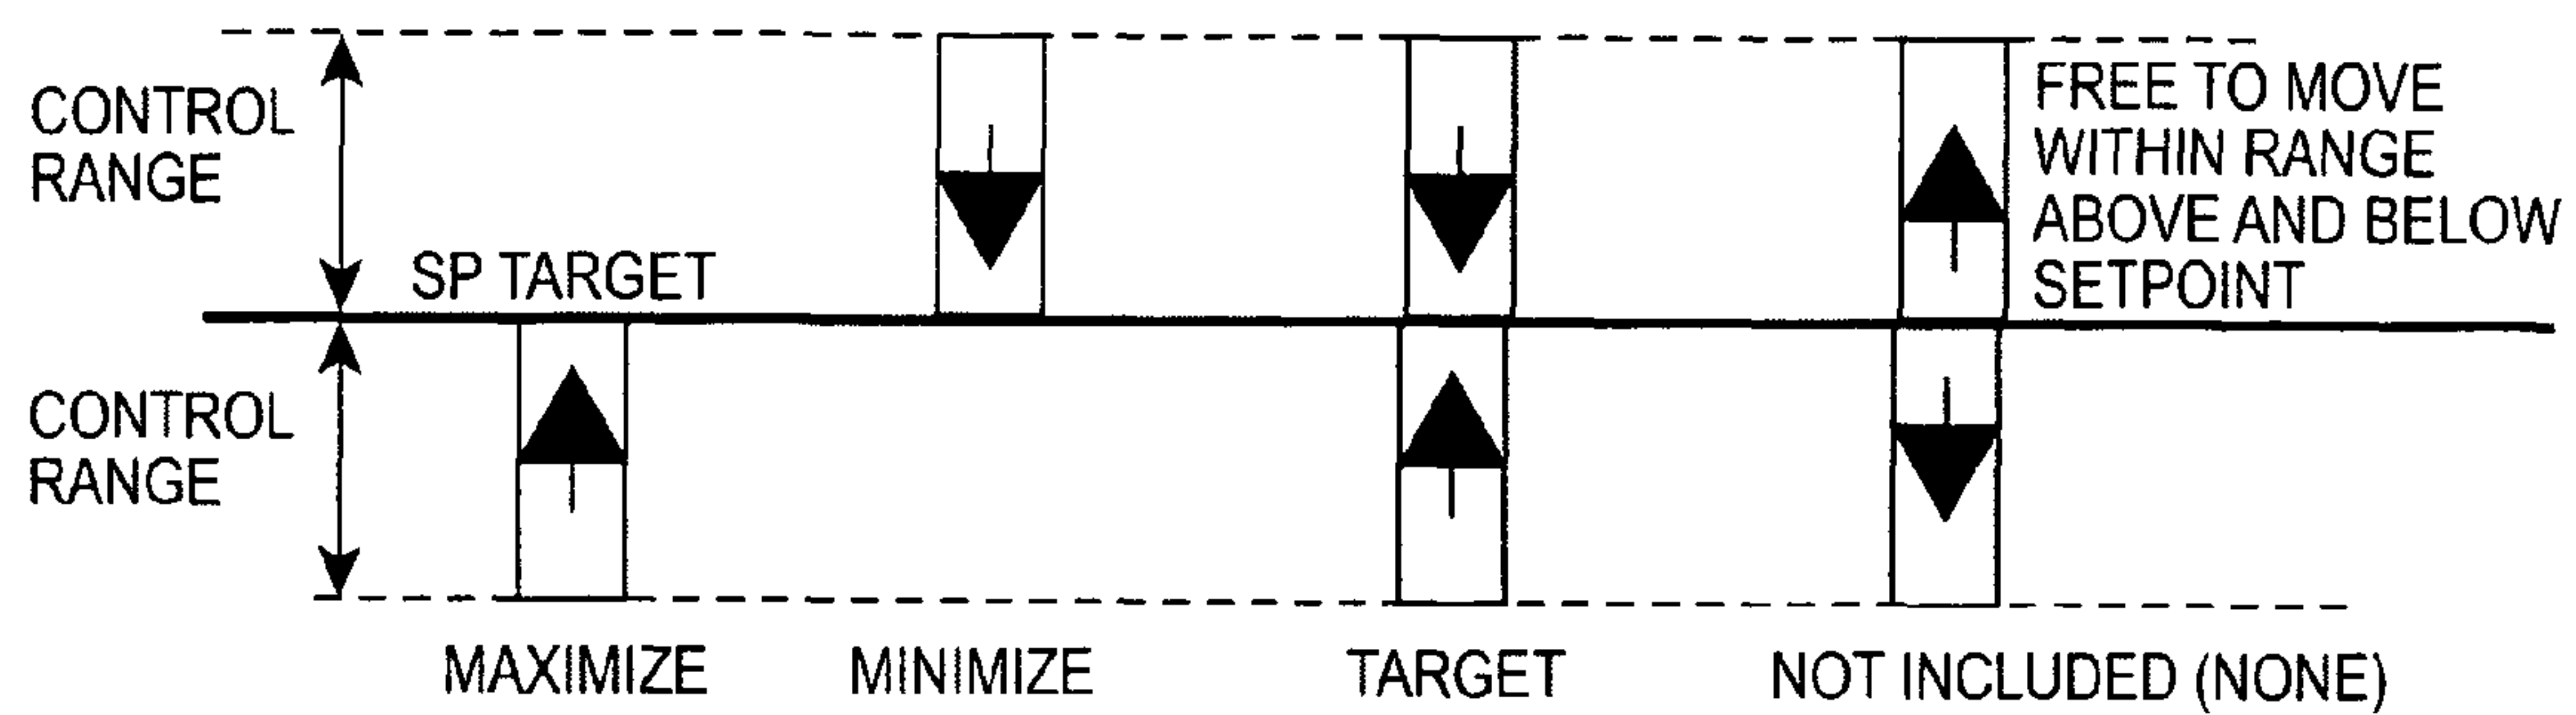 CONTROL
RANGE
FREE TO MOVE
WITHIN RANGE
ABOVE AND BELOW
SETPOINT
SP TARGET
CONTROL
RANGE
MAXIMIZE
MINIMIZE
TARGET
NOT INCLUDED (NONE)